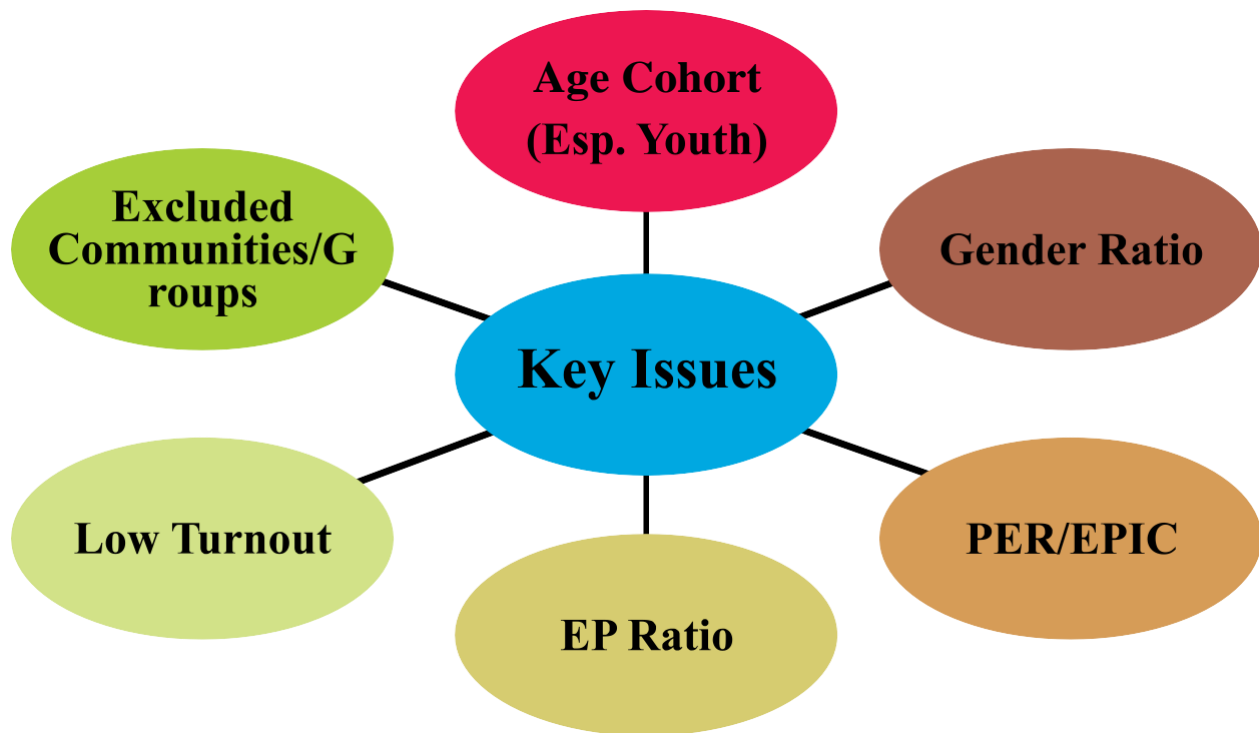 Age Cohort
(Esp. Youth)
Excluded
Communities/G
roups
Gender Ratio
Key Issues
Low Turnout
PER/EPIC
EP Ratio